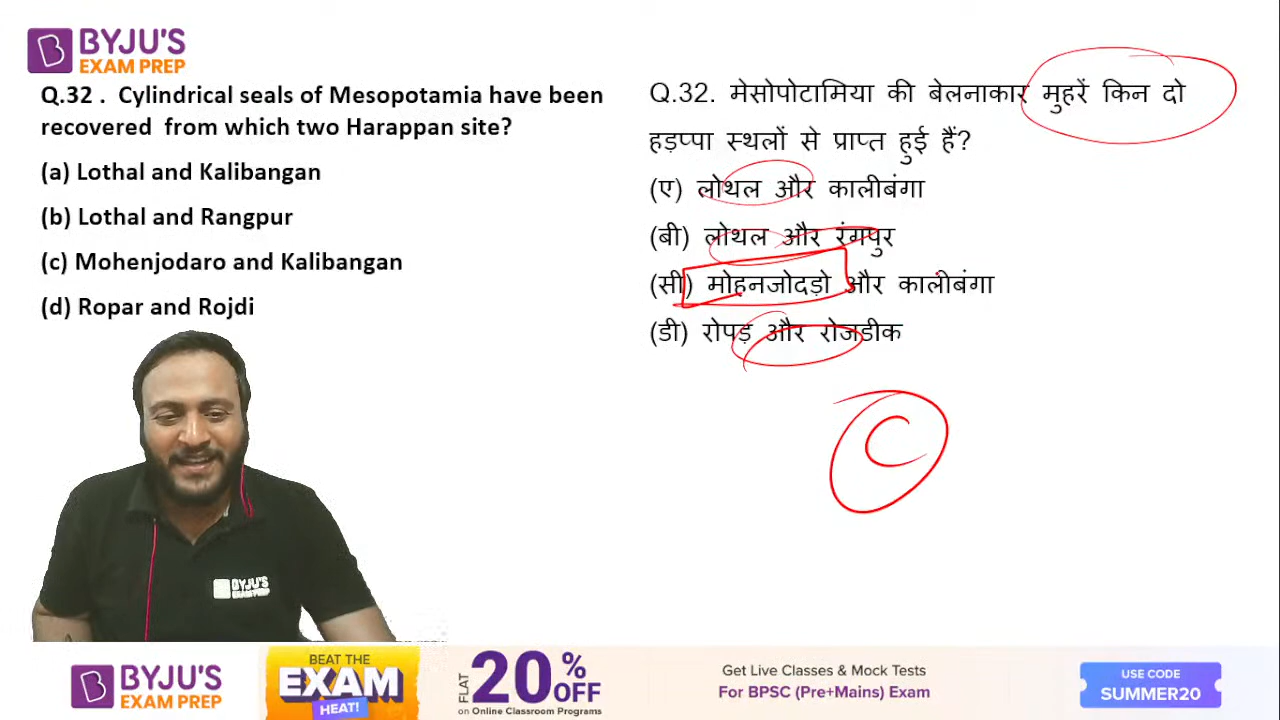 BYJU'S
EXAM PREP
Q.32 . Cylindrical seals of Mesopotamia have been
recovered from which two Harappan site?
(a) Lothal and Kalibangan
(b) Lothal and Rangpur
(c) Mohenjodaro and Kalibangan
(d) Ropar and Rojdi
Q.32. मेसोपोटामिया की बेलनाकार मुहरें किन दो
हड़प्पा स्थलों से प्राप्त हुई हैं?
(ए) लोथल और कालीबंगा
(बी) लोथल और रंगपुर
(सी) मोहनजोदड़ो और कालीबंगा
(डी) रोपड़ और रोजडीक
C
BYJU'S
EXAM PREP
BYJU'S
EXAM PREP
BEAT THE
EXAM
HEAT!
FLAT 20% OFF
on Online Classroom Programs
Get Live Classes & Mock Tests
For BPSC (Pre+Mains) Exam
USE CODE
SUMMER20